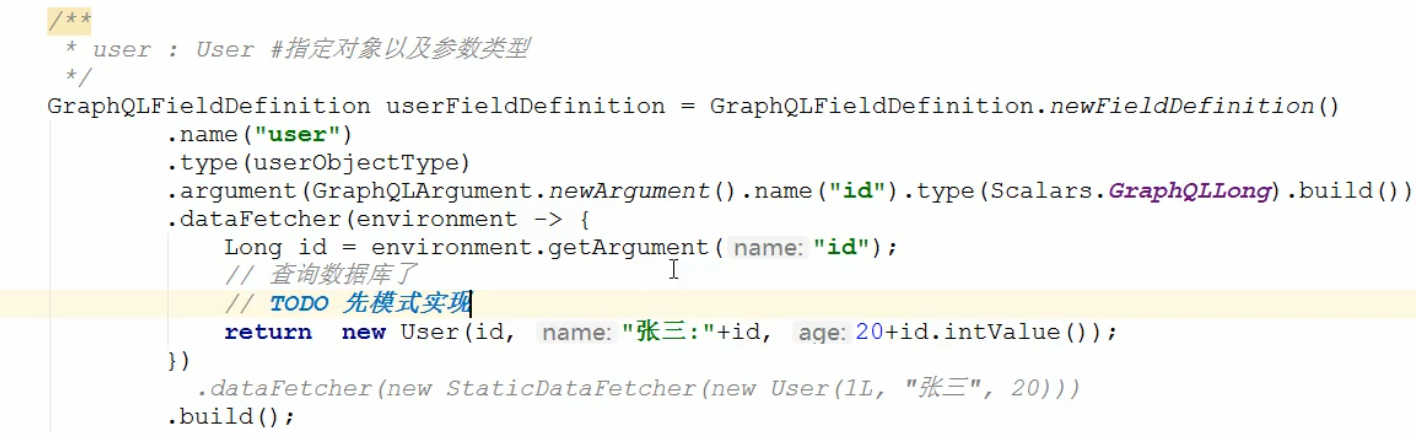 /**
 * user : User #指定对象以及参数类型
 */
GraphQLFieldDefinition userFieldDefinition = GraphQLFieldDefinition.newFieldDefinition()
        .name("user")
        .type(userObjectType)
        .argument(GraphQLArgument.newArgument().name("id").type(Scalars.GraphQLLong).build())
        .dataFetcher(environment -> {
            Long id = environment.getArgument( name: "id");
            // 查询数据库了
            // TODO 先模式实现
            return  new User(id,  name: "张三:"+id,  age: 20+id.intValue());
        })
          .dataFetcher(new StaticDataFetcher(new User(1L, "张三", 20)))
        .build();